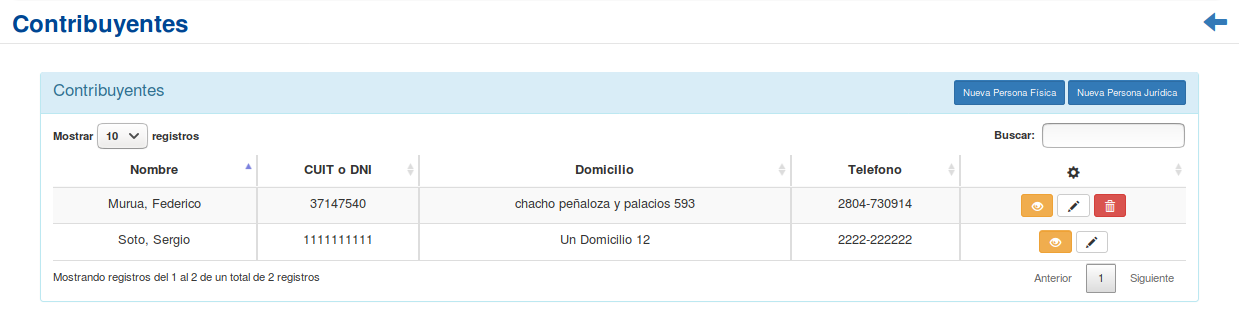 Contribuyentes
Contribuyentes Nueva Persona Física Nueva Persona Jurídica
Mostrar 10 registros Buscar:
Nombre CUIT o DNI Domicilio Telefono
Murua, Federico 37147540 chacho peñaloza y palacios 593 2804-730914
Soto, Sergio 1111111111 Un Domicilio 12 2222-222222
Mostrando registros del 1 al 2 de un total de 2 registros Anterior 1 Siguiente